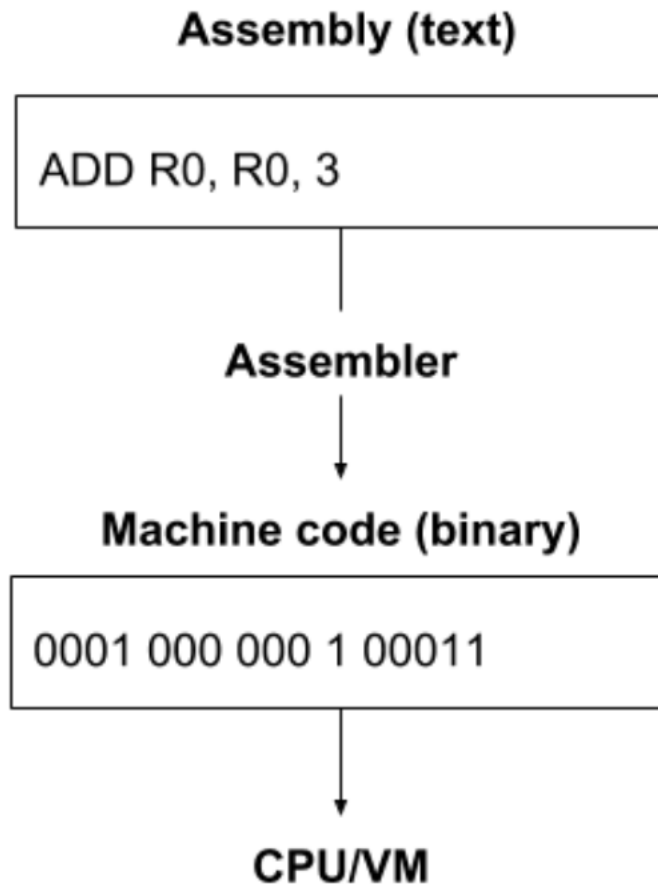 Assembly (text)
ADD R0, R0, 3
Assembler
Machine code (binary)
0001 000 000 1 00011
CPU/VM